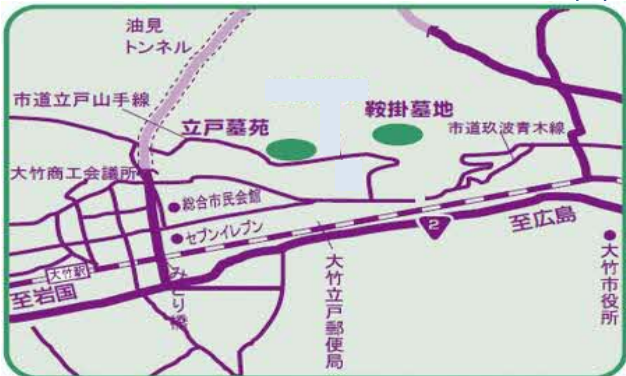 油見
トンネル
市道立戸山手線
立戸墓苑
鞍掛墓地
市道玖波青木線
大竹商工会議所
総合市民会館
セブンイレブン
2
至広島
大竹駅
至岩国
みどり橋
大竹立戸郵便局
大竹市役所